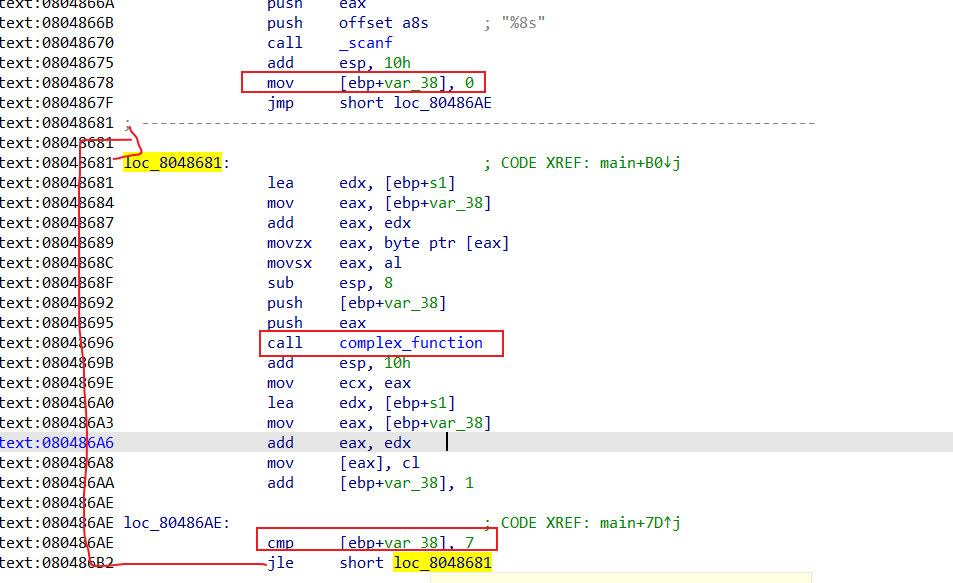 text:0804866A push eax
text:0804866B push offset a8s ; "%8s"
text:08048670 call _scanf
text:08048675 add esp, 10h
text:08048678 mov [ebp+var_38], 0
text:0804867F jmp short loc_80486AE
text:08048681 ; ---------------------------------------------------------------------------
text:08048681
text:08048681 loc_8048681: ; CODE XREF: main+B0↓j
text:08048681 lea edx, [ebp+s1]
text:08048684 mov eax, [ebp+var_38]
text:08048687 add eax, edx
text:08048689 movzx eax, byte ptr [eax]
text:0804868C movsx eax, al
text:0804868F sub esp, 8
text:08048692 push [ebp+var_38]
text:08048695 push eax
text:08048696 call complex_function
text:0804869B add esp, 10h
text:0804869E mov ecx, eax
text:080486A0 lea edx, [ebp+s1]
text:080486A3 mov eax, [ebp+var_38]
text:080486A6 add eax, edx
text:080486A8 mov [eax], cl
text:080486AA add [ebp+var_38], 1
text:080486AE
text:080486AE loc_80486AE: ; CODE XREF: main+7D↑j
text:080486AE cmp [ebp+var_38], 7
text:080486B2 jle short loc_8048681